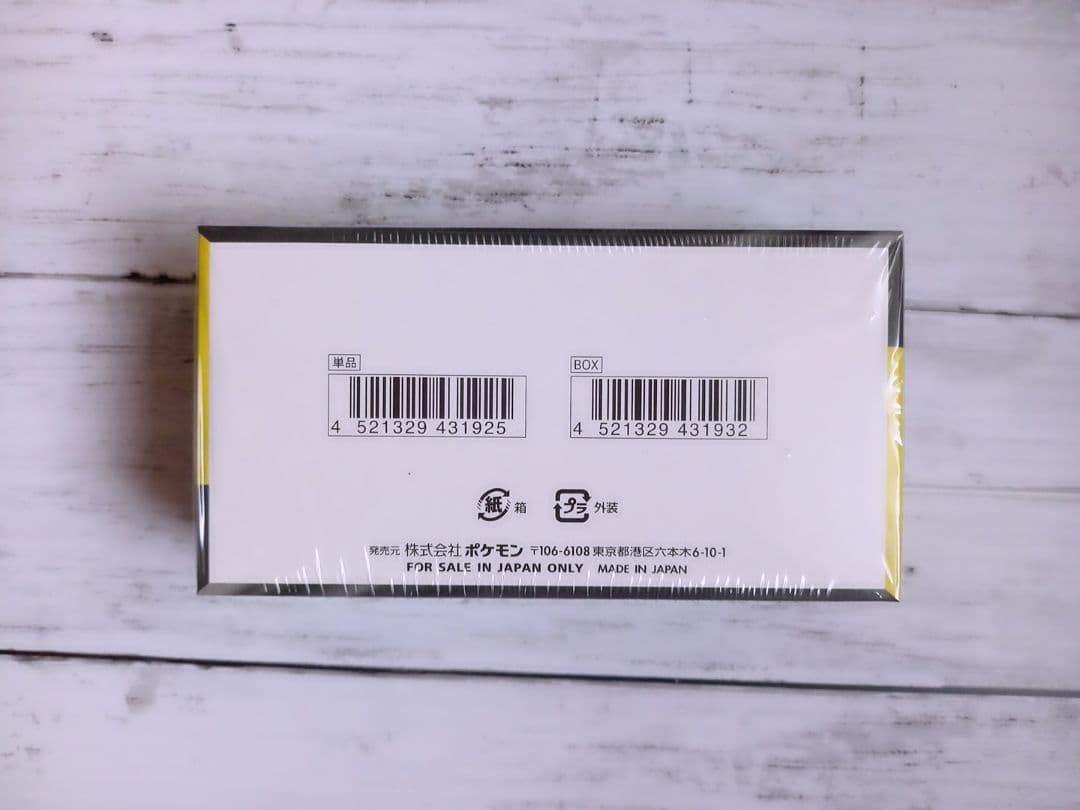 単品
4 521329 431925
BOX
4 521329 431932
紙 箱
プラ 外装
発売元 株式会社 ポケモン 〒106-6108 東京都港区六本木6-10-1
FOR SALE IN JAPAN ONLY MADE IN JAPAN